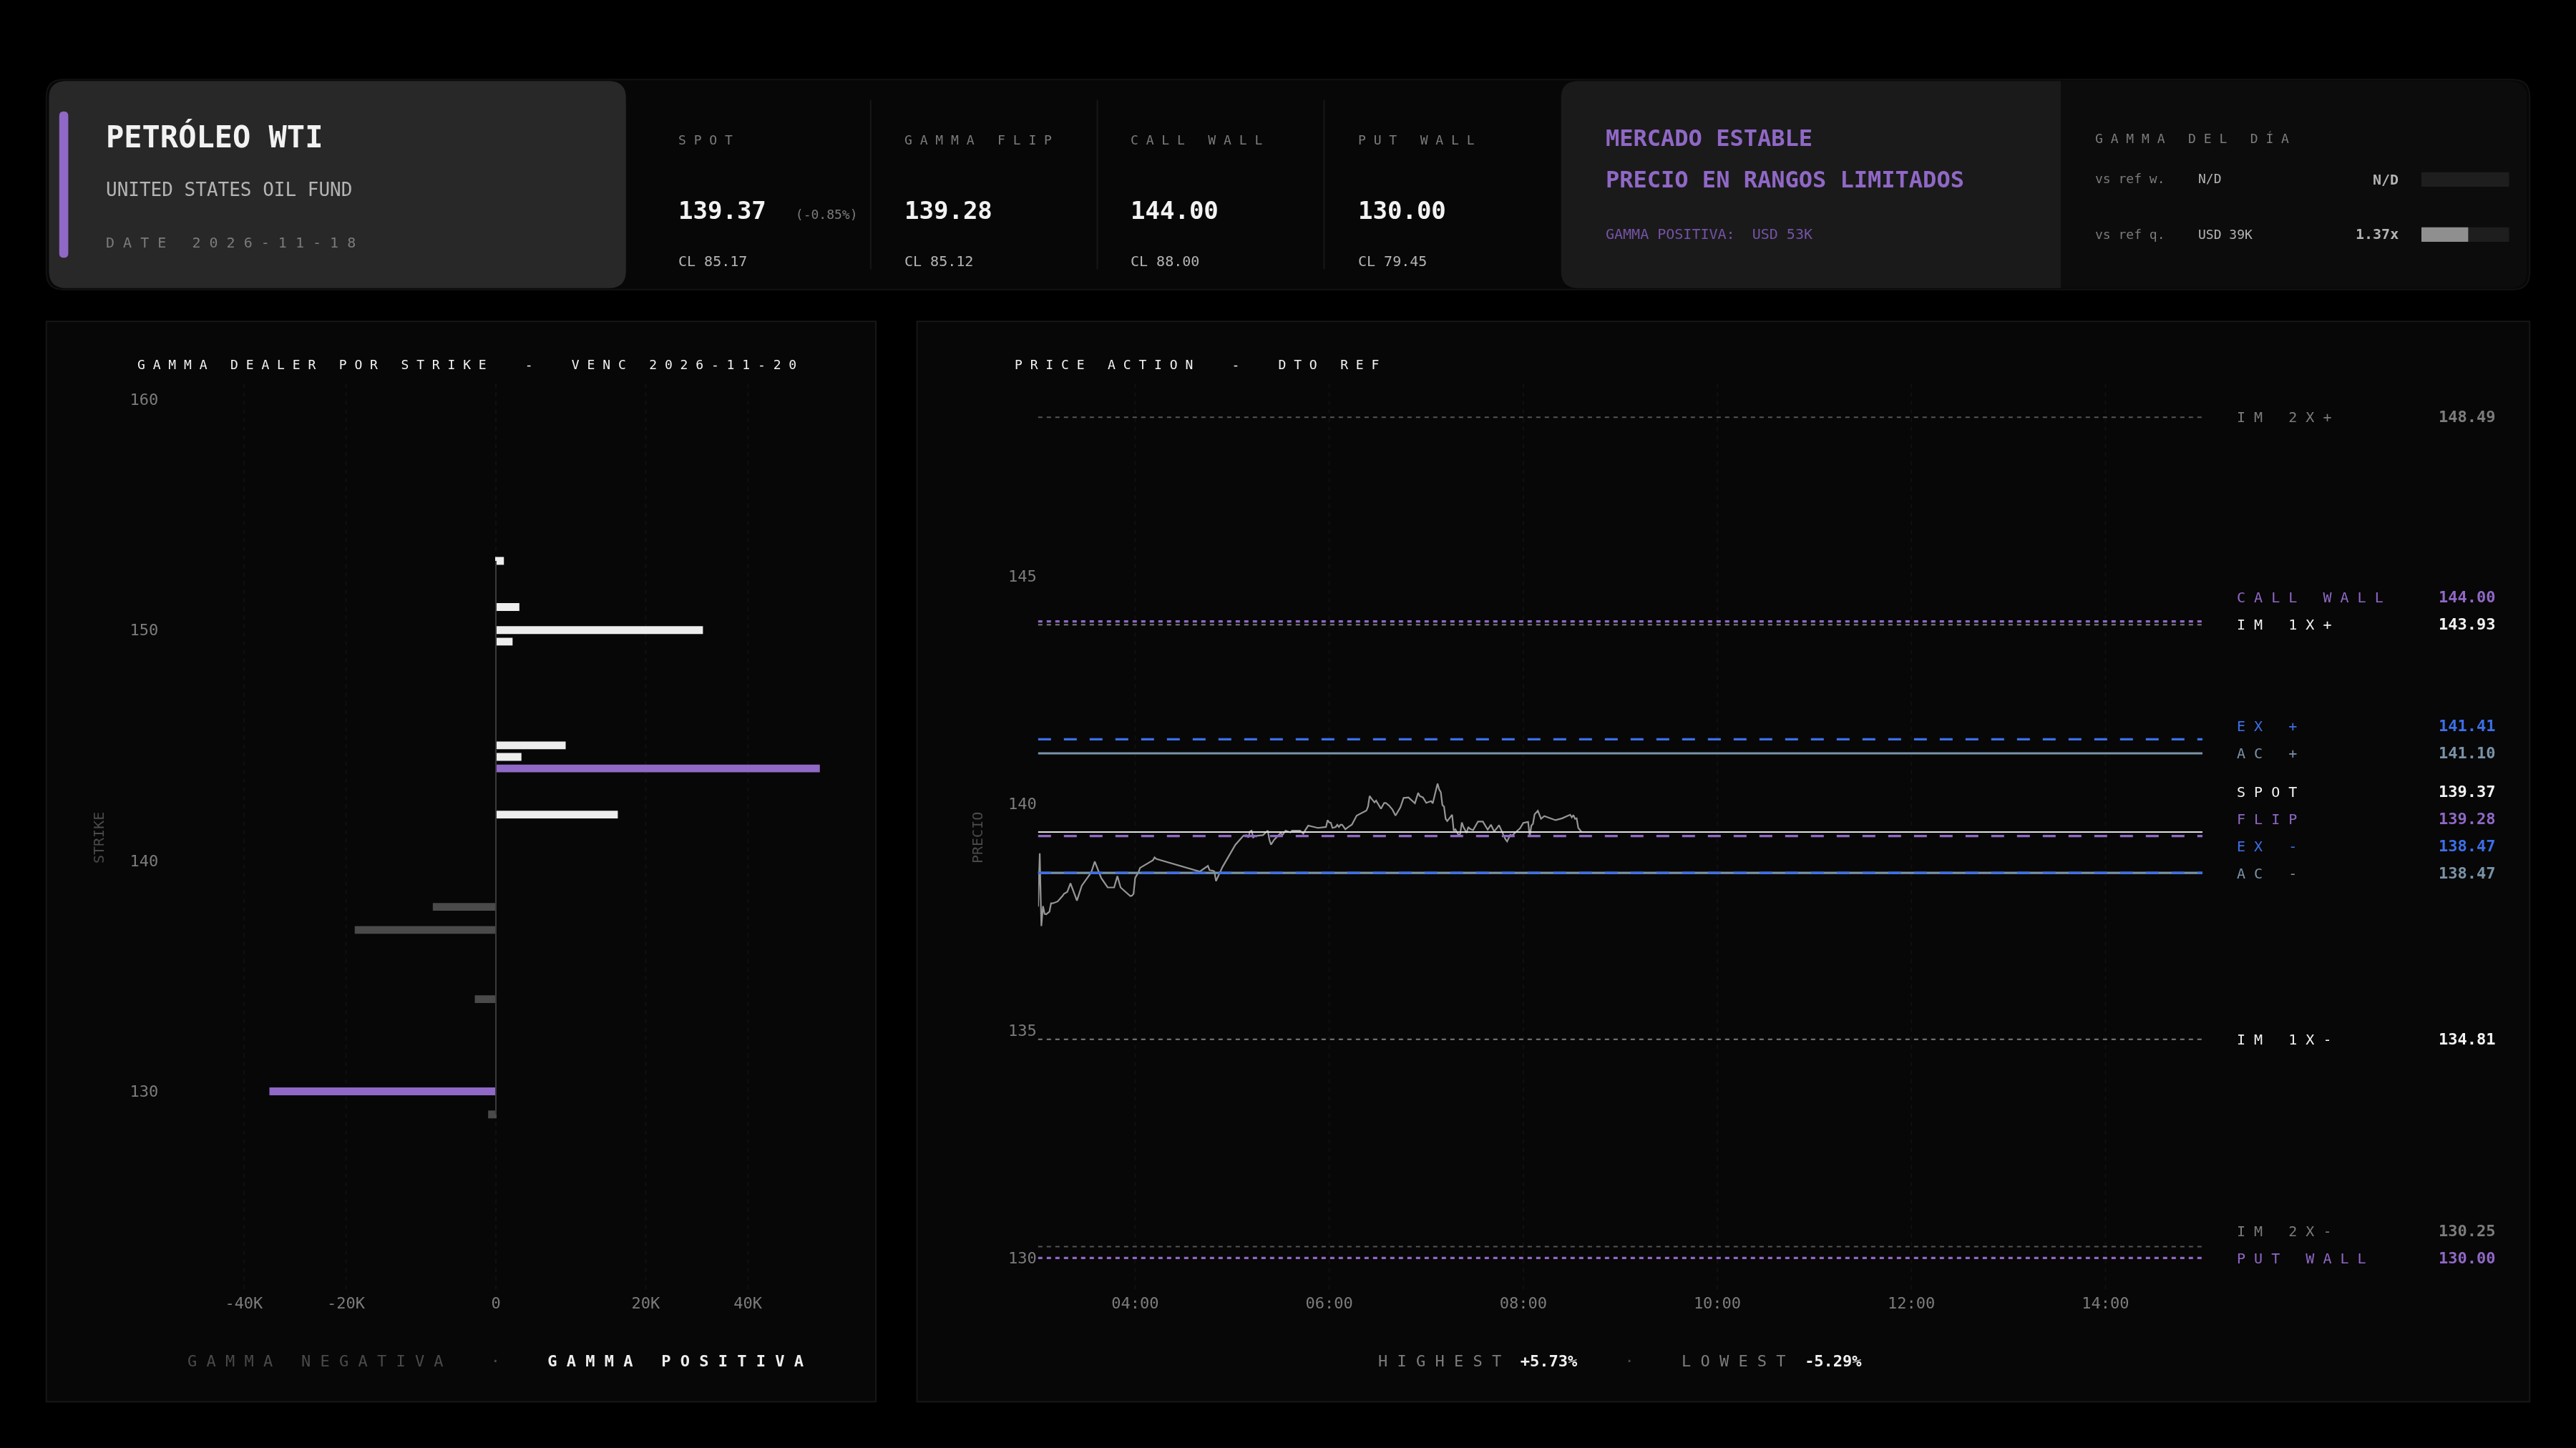 PETRÓLEO WTI
UNITED STATES OIL FUND
DATE 2026-11-18
SPOT
139.37 (-0.85%)
CL 85.17
GAMMA FLIP
139.28
CL 85.12
CALL WALL
144.00
CL 88.00
PUT WALL
130.00
CL 79.45
MERCADO ESTABLE
PRECIO EN RANGOS LIMITADOS
GAMMA POSITIVA: USD 53K
GAMMA DEL DÍA
vs ref w. N/D N/D
vs ref q. USD 39K 1.37x
GAMMA DEALER POR STRIKE - VENC 2026-11-20
160
150
140
130
STRIKE
-40K -20K 0 20K 40K
GAMMA NEGATIVA · GAMMA POSITIVA
PRICE ACTION - DTO REF
145
140
135
130
PRECIO
04:00 06:00 08:00 10:00 12:00 14:00
IM 2X+ 148.49
CALL WALL 144.00
IM 1X+ 143.93
EX + 141.41
AC + 141.10
SPOT 139.37
FLIP 139.28
EX - 138.47
AC - 138.47
IM 1X- 134.81
IM 2X- 130.25
PUT WALL 130.00
HIGHEST +5.73% · LOWEST -5.29%